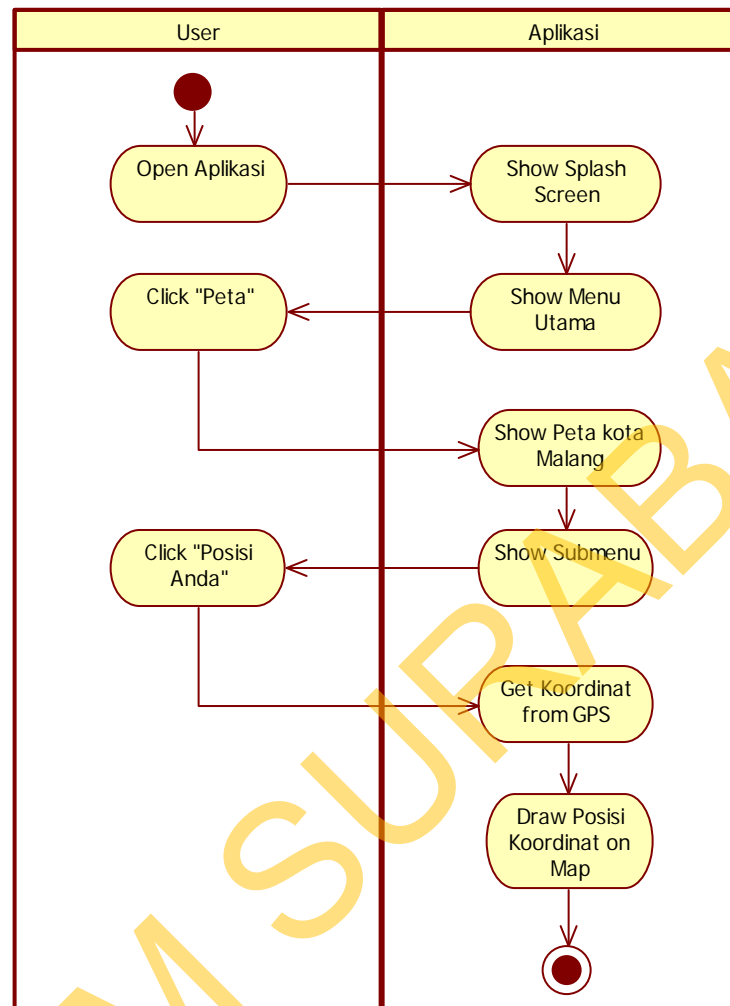 User
Aplikasi
Open Aplikasi
Show Splash
Screen
Click "Peta"
Show Menu
Utama
Show Peta kota
Malang
Click "Posisi
Anda"
Show Submenu
Get Koordinat
from GPS
Draw Posisi
Koordinat on
Map
M SURABA